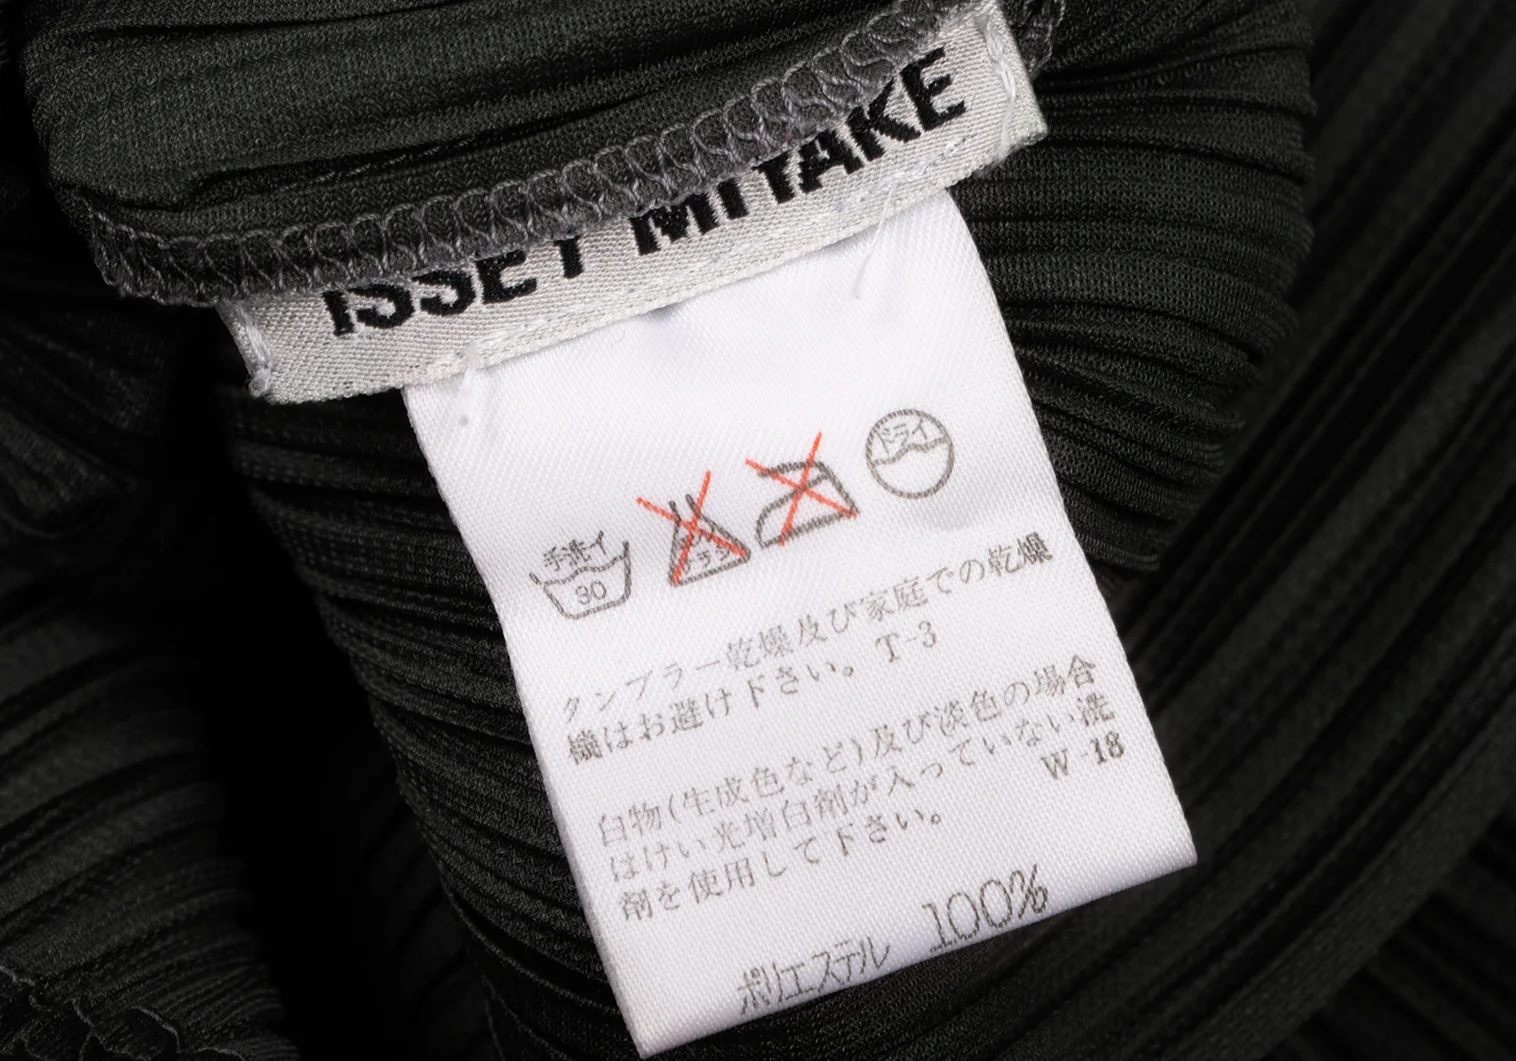 ISSEY MIYAKE
手洗イ
30
ドライ
タンブラー乾燥及び家庭での乾燥
機はお避け下さい。 T-3
白物(生成色など)及び淡色の場合
はけい光増白剤が入っていない洗
剤を使用して下さい。
W-18
ポリエステル 100%